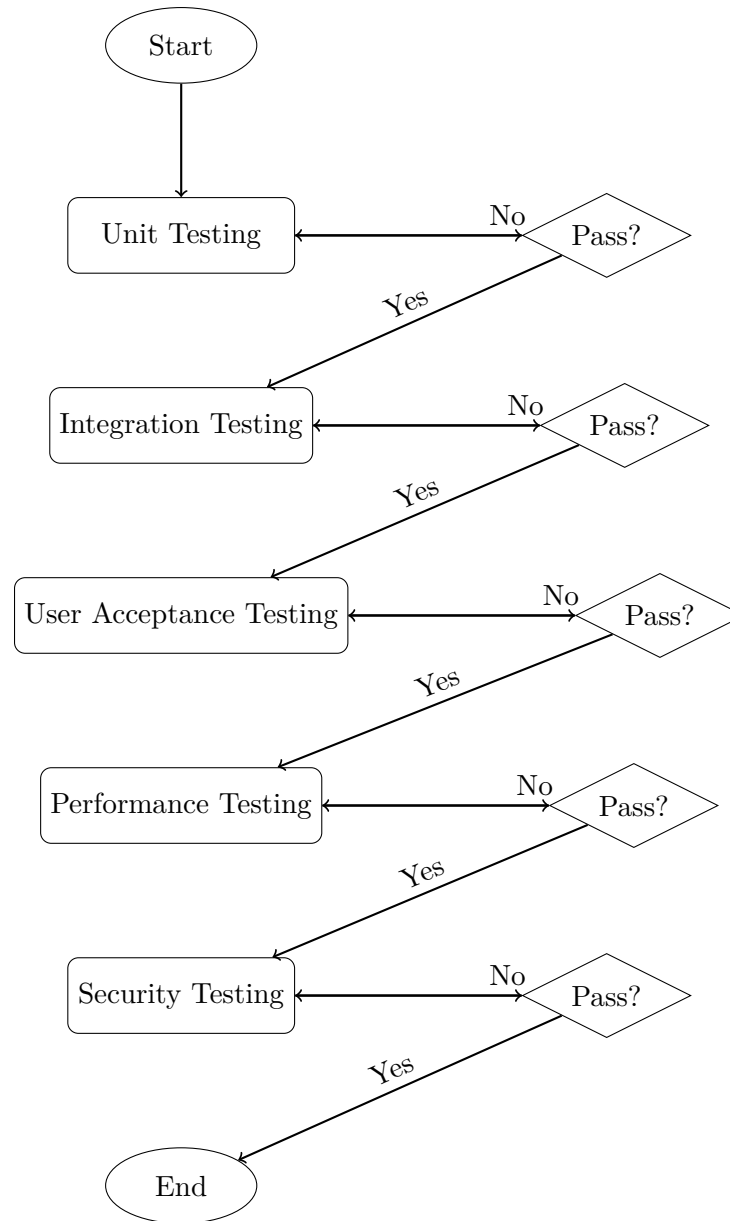 Start
Unit Testing
No
Pass?
Yes
Integration Testing
No
Pass?
Yes
User Acceptance Testing
No
Pass?
Yes
Performance Testing
No
Pass?
Yes
Security Testing
No
Pass?
Yes
End